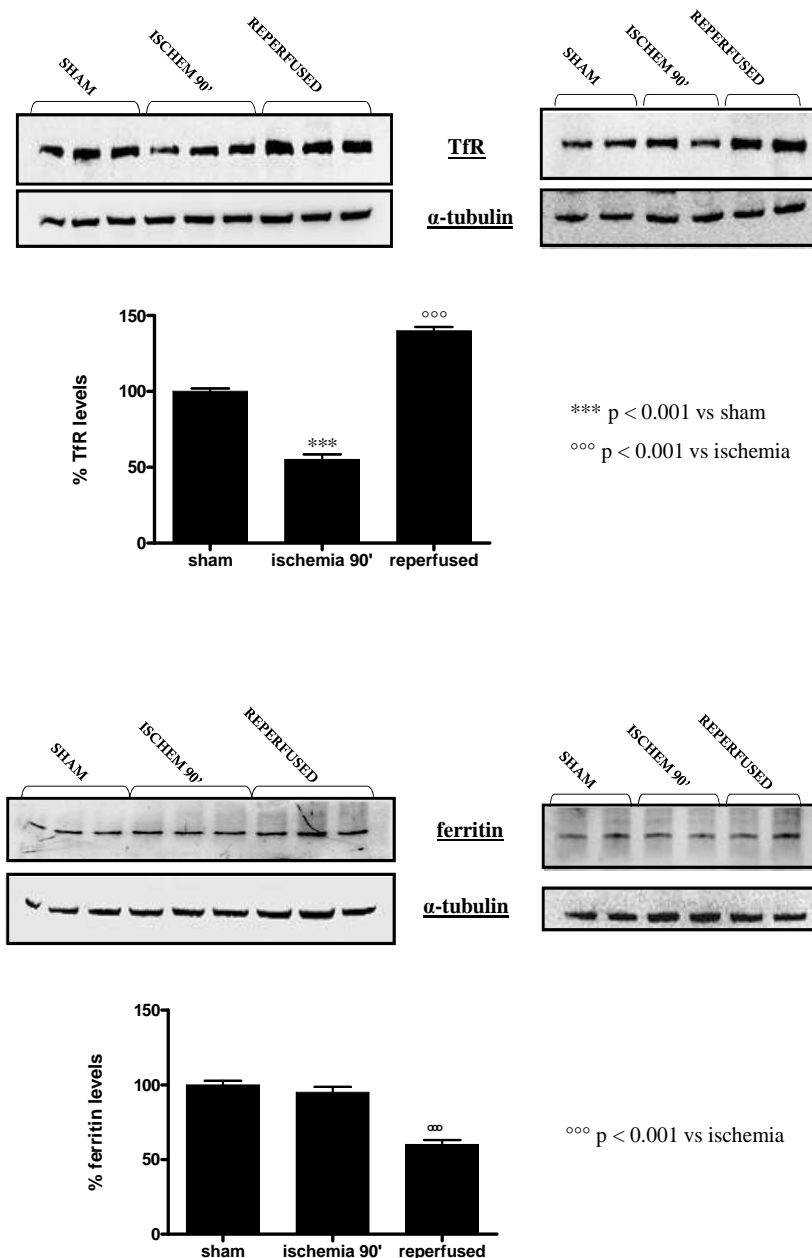 SHAM ISCHEM 90' REPERFUSED SHAM ISCHEM 90' REPERFUSED
TfR
α-tubulin
150
100
50
0
% TfR levels
***
°°°
sham ischemia 90' reperfused
*** p < 0.001 vs sham
°°° p < 0.001 vs ischemia
SHAM ISCHEM 90' REPERFUSED SHAM ISCHEM 90' REPERFUSED
ferritin
α-tubulin
150
100
50
0
% ferritin levels
°°°
sham ischemia 90' reperfused
°°° p < 0.001 vs ischemia